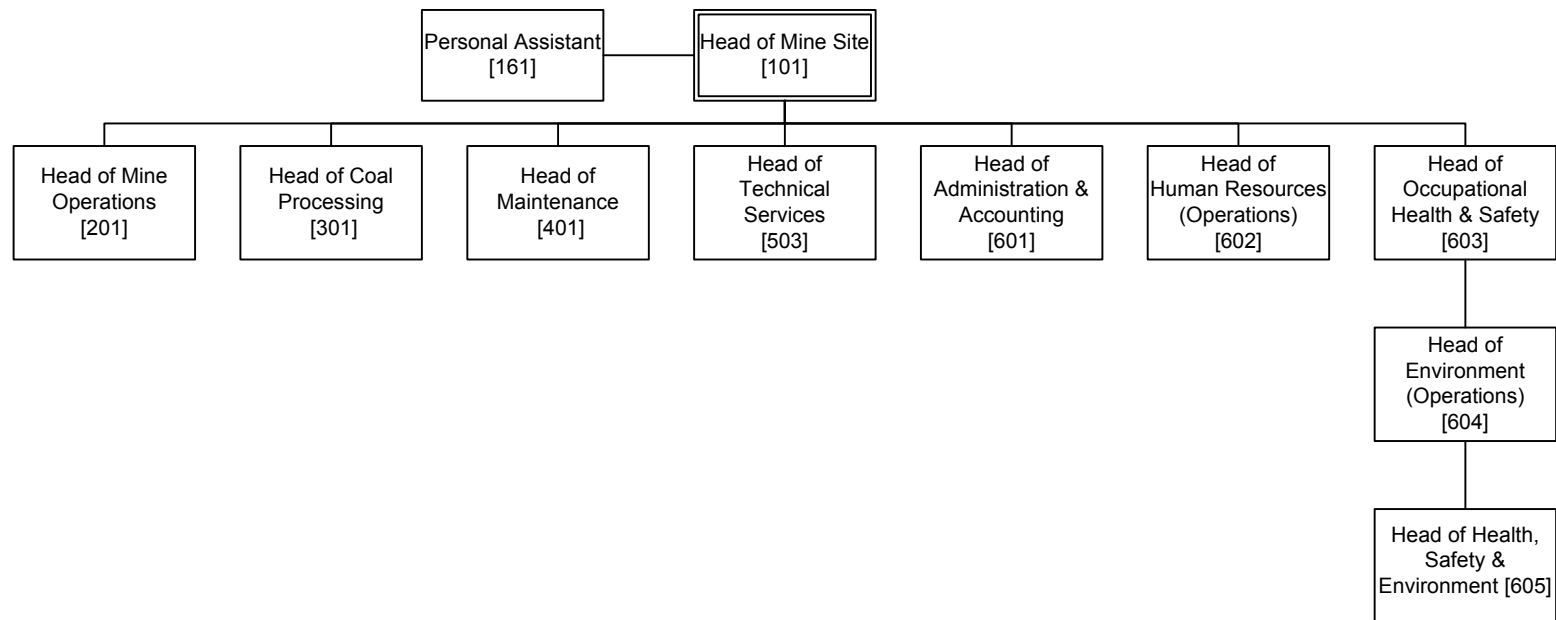 Personal Assistant
[161]
Head of Mine Site
[101]
Head of Mine
Operations
[201]
Head of Coal
Processing
[301]
Head of
Maintenance
[401]
Head of
Technical
Services
[503]
Head of
Administration &
Accounting
[601]
Head of
Human Resources
(Operations)
[602]
Head of
Occupational
Health & Safety
[603]
Head of
Environment
(Operations)
[604]
Head of Health,
Safety &
Environment [605]